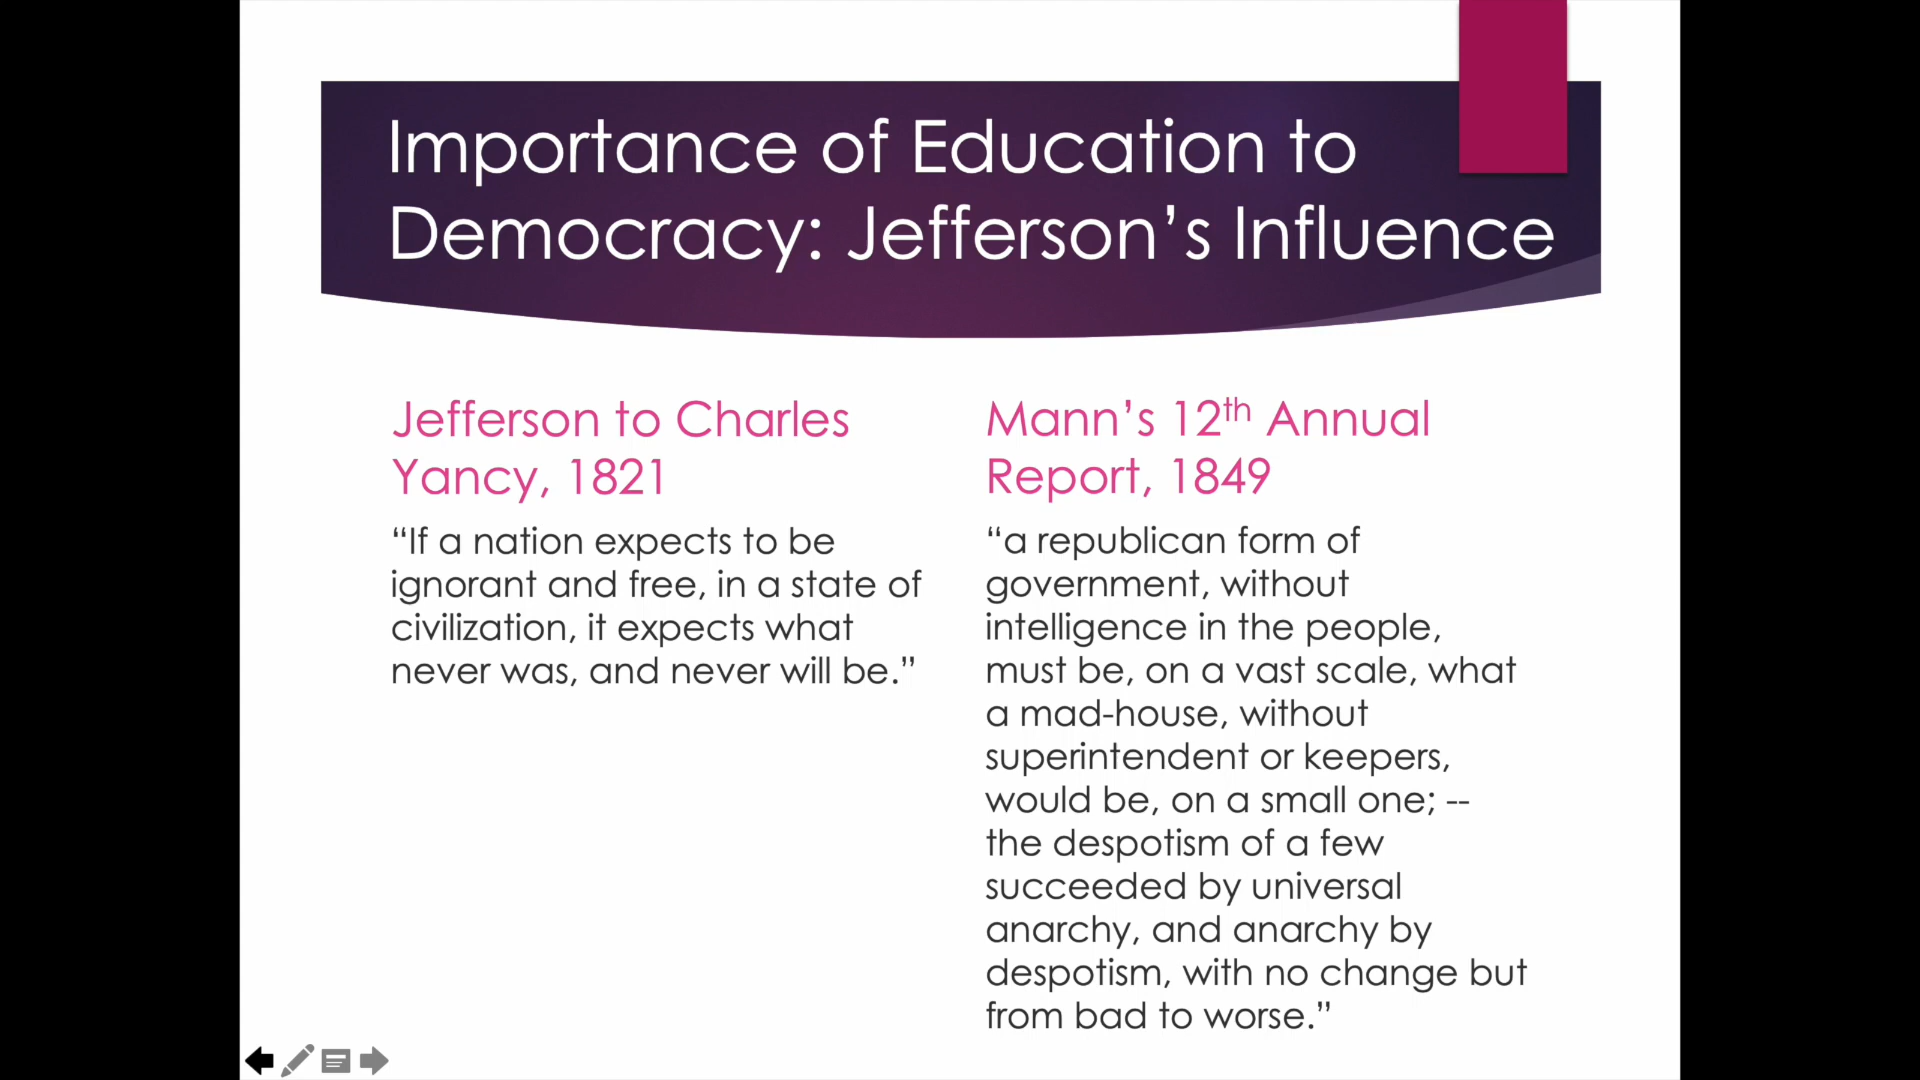 Importance of Education to
Democracy: Jefferson’s Influence
Jefferson to Charles
Yancy, 1821
“If a nation expects to be
ignorant and free, in a state of
civilization, it expects what
never was, and never will be.”
Mann’s 12th Annual
Report, 1849
“a republican form of
government, without
intelligence in the people,
must be, on a vast scale, what
a mad-house, without
superintendent or keepers,
would be, on a small one; --
the despotism of a few
succeeded by universal
anarchy, and anarchy by
despotism, with no change but
from bad to worse.”